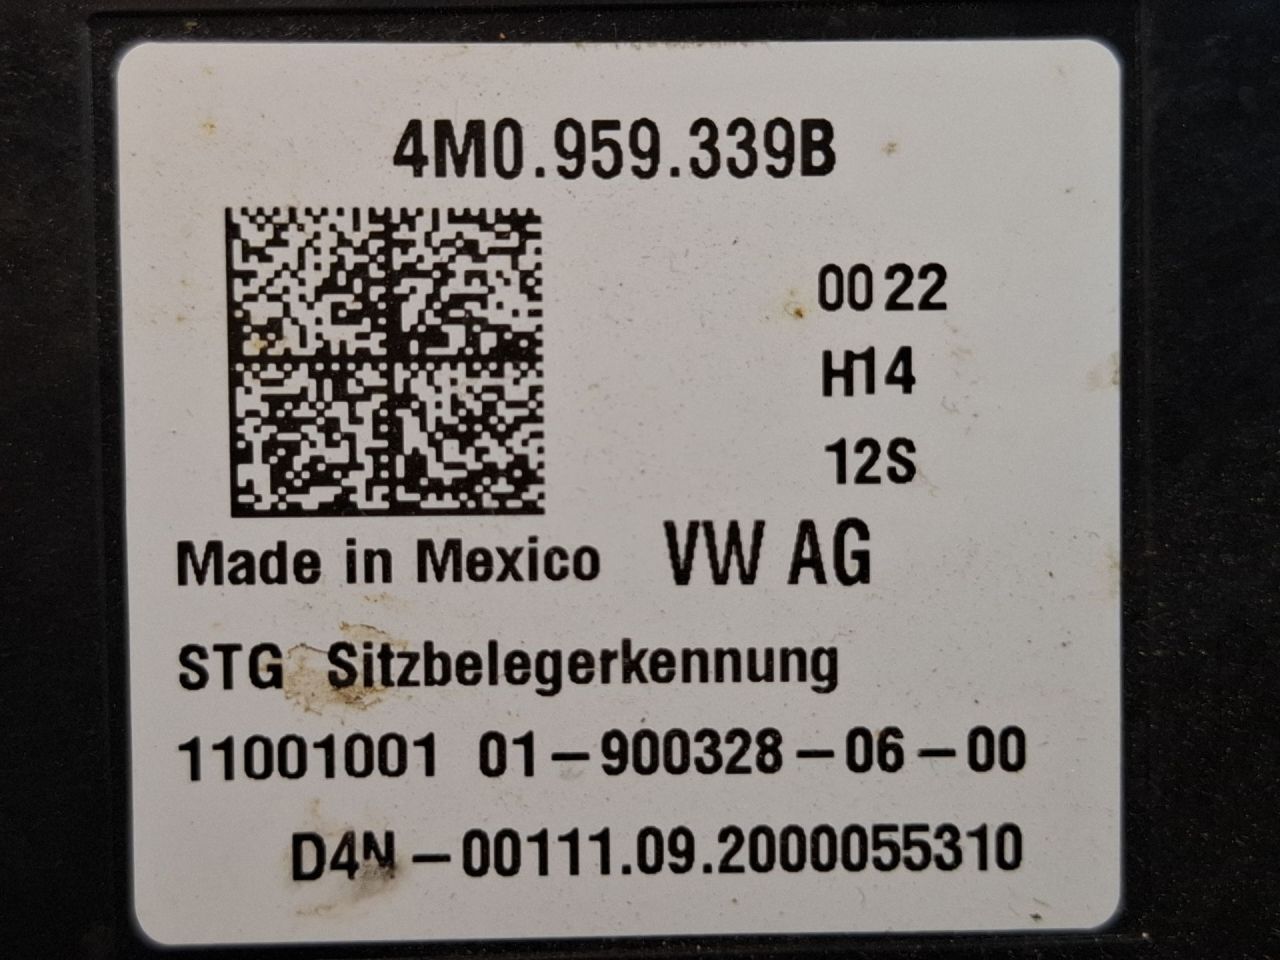 4M0.959.339B
0022
H14
12S
Made in Mexico VW AG
STG Sitzbelegerkennung
11001001 01-900328-06-00
D4N-00111.09.2000055310